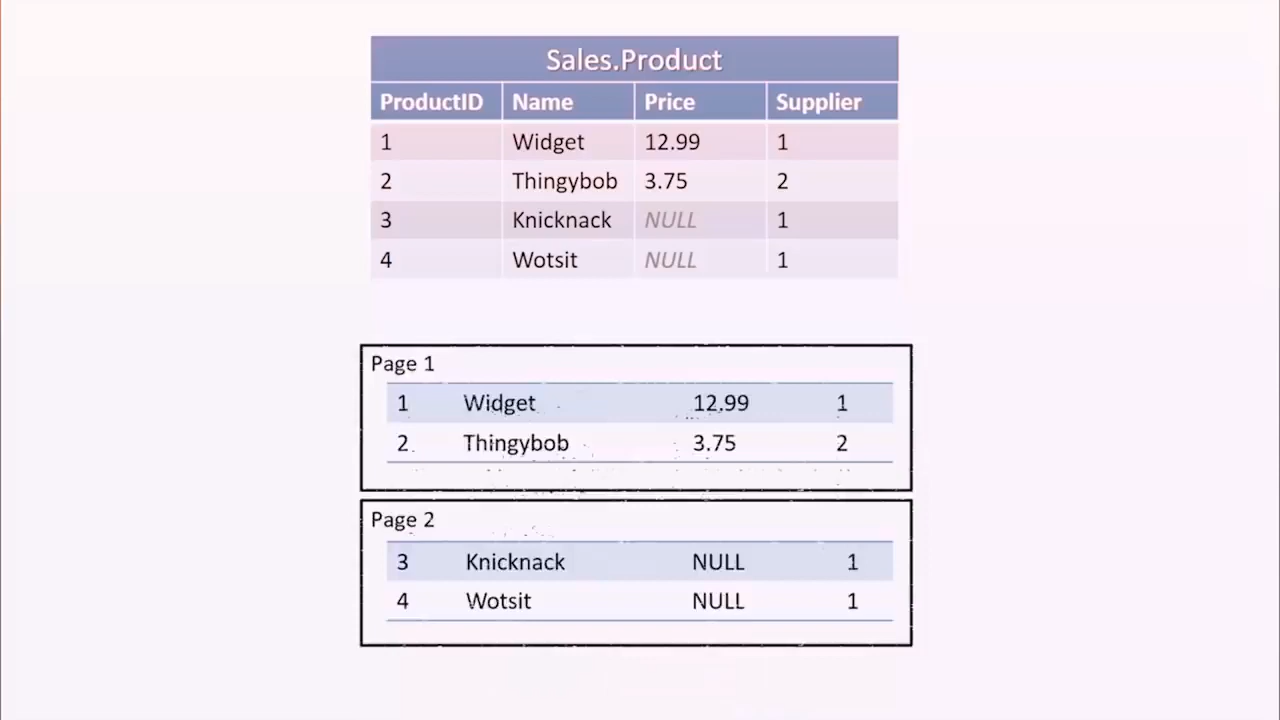 Sales.Product
ProductID Name Price Supplier
1 Widget 12.99 1
2 Thingybob 3.75 2
3 Knicknack NULL 1
4 Wotsit NULL 1
Page 1
1 Widget 12.99 1
2 Thingybob 3.75 2
Page 2
3 Knicknack NULL 1
4 Wotsit NULL 1